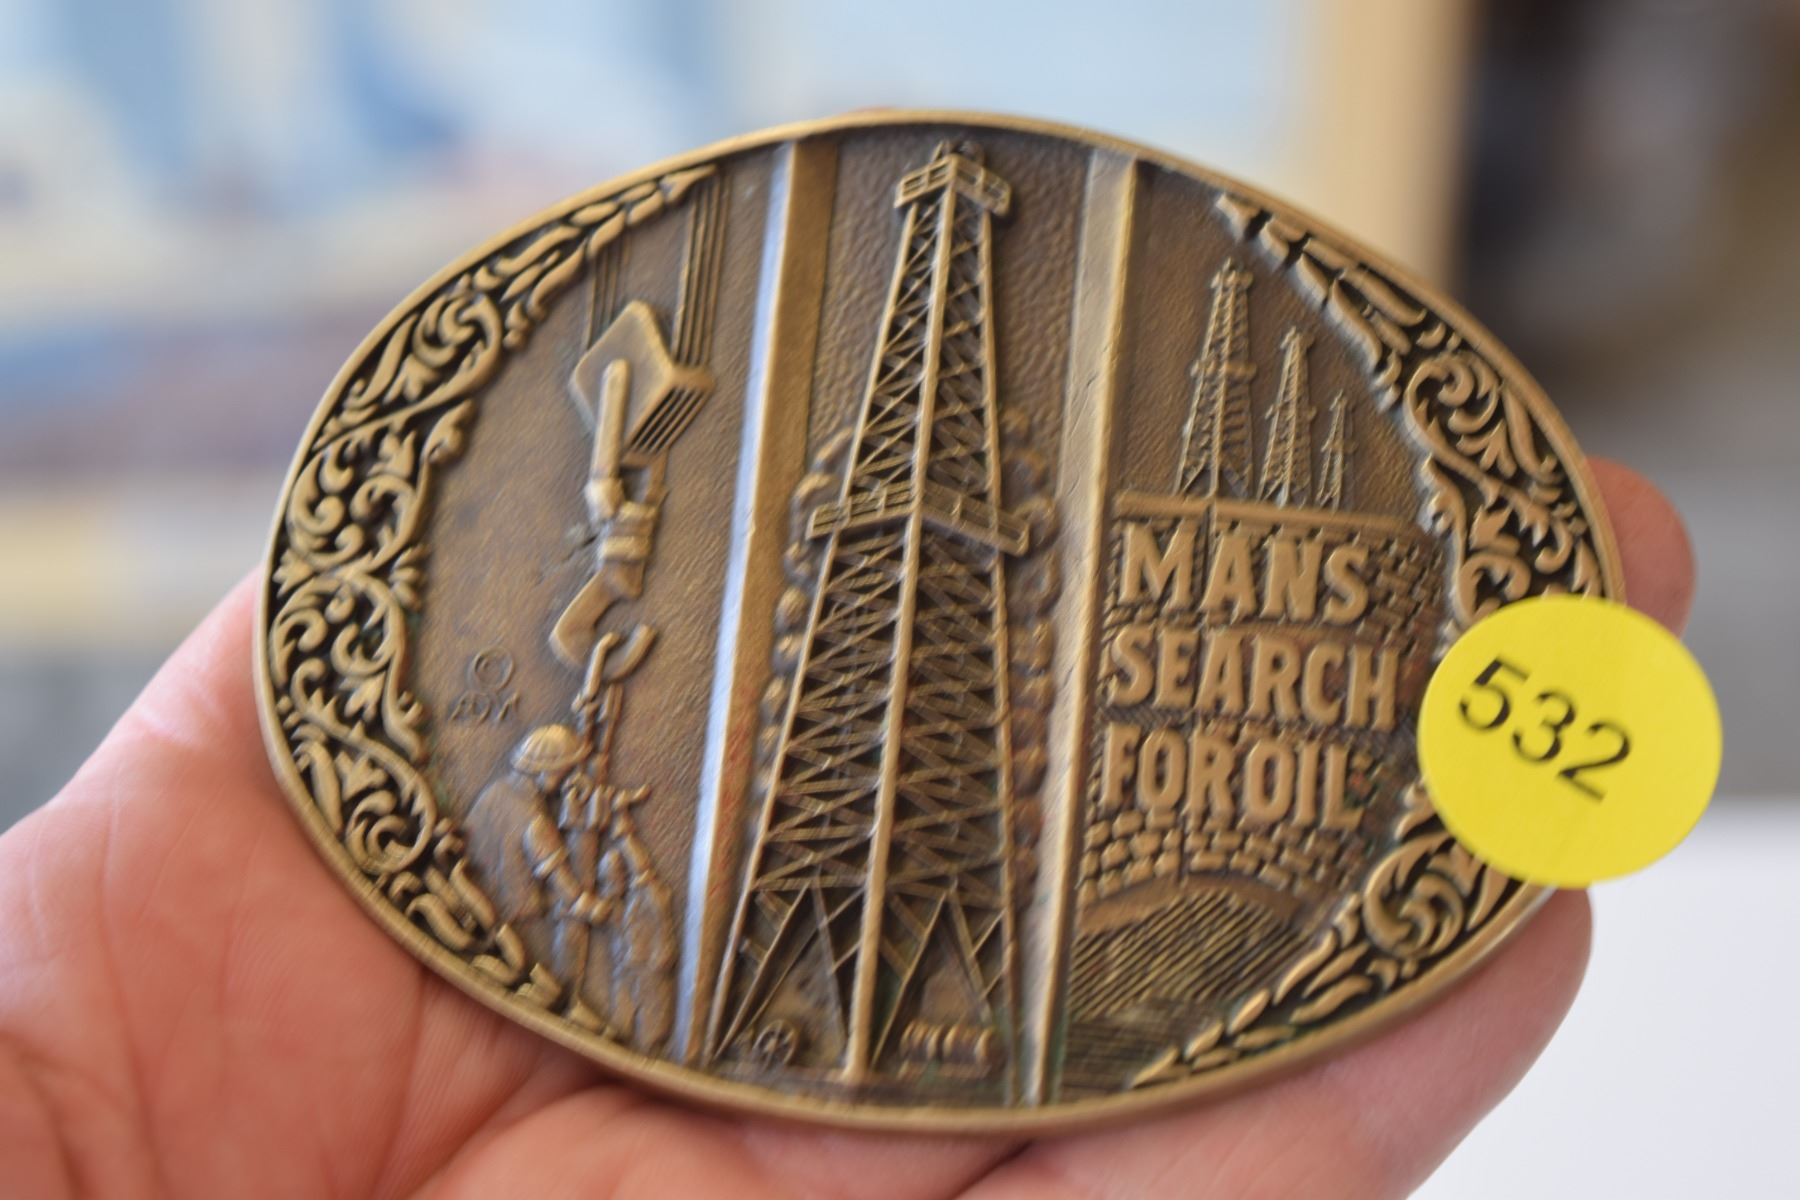 MANS
SEARCH
FOR OIL
532